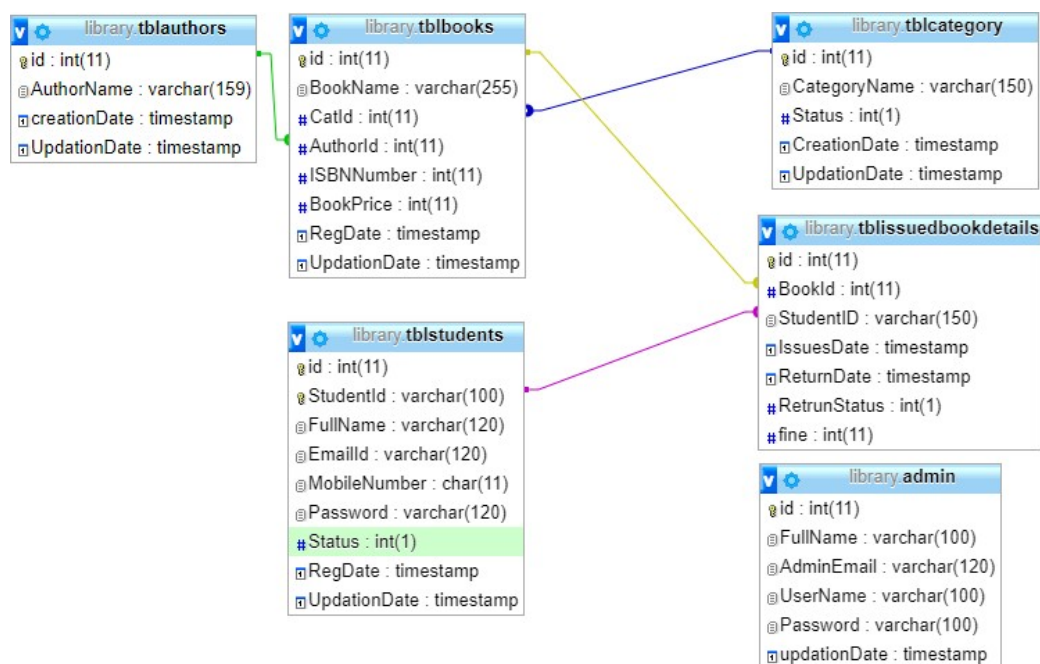 library.tblauthors
id : int(11)
AuthorName : varchar(159)
creationDate : timestamp
UpdationDate : timestamp
library.tblbooks
id : int(11)
BookName : varchar(255)
CatId : int(11)
AuthorId : int(11)
ISBNNumber : int(11)
BookPrice : int(11)
RegDate : timestamp
UpdationDate : timestamp
library.tblcategory
id : int(11)
CategoryName : varchar(150)
Status : int(1)
CreationDate : timestamp
UpdationDate : timestamp
library.tblissuedbookdetails
id : int(11)
BookId : int(11)
StudentID : varchar(150)
IssuesDate : timestamp
ReturnDate : timestamp
RetrunStatus : int(1)
fine : int(11)
library.tblstudents
id : int(11)
StudentId : varchar(100)
FullName : varchar(120)
EmailId : varchar(120)
MobileNumber : char(11)
Password : varchar(120)
Status : int(1)
RegDate : timestamp
UpdationDate : timestamp
library.admin
id : int(11)
FullName : varchar(100)
AdminEmail : varchar(120)
UserName : varchar(100)
Password : varchar(100)
updationDate : timestamp